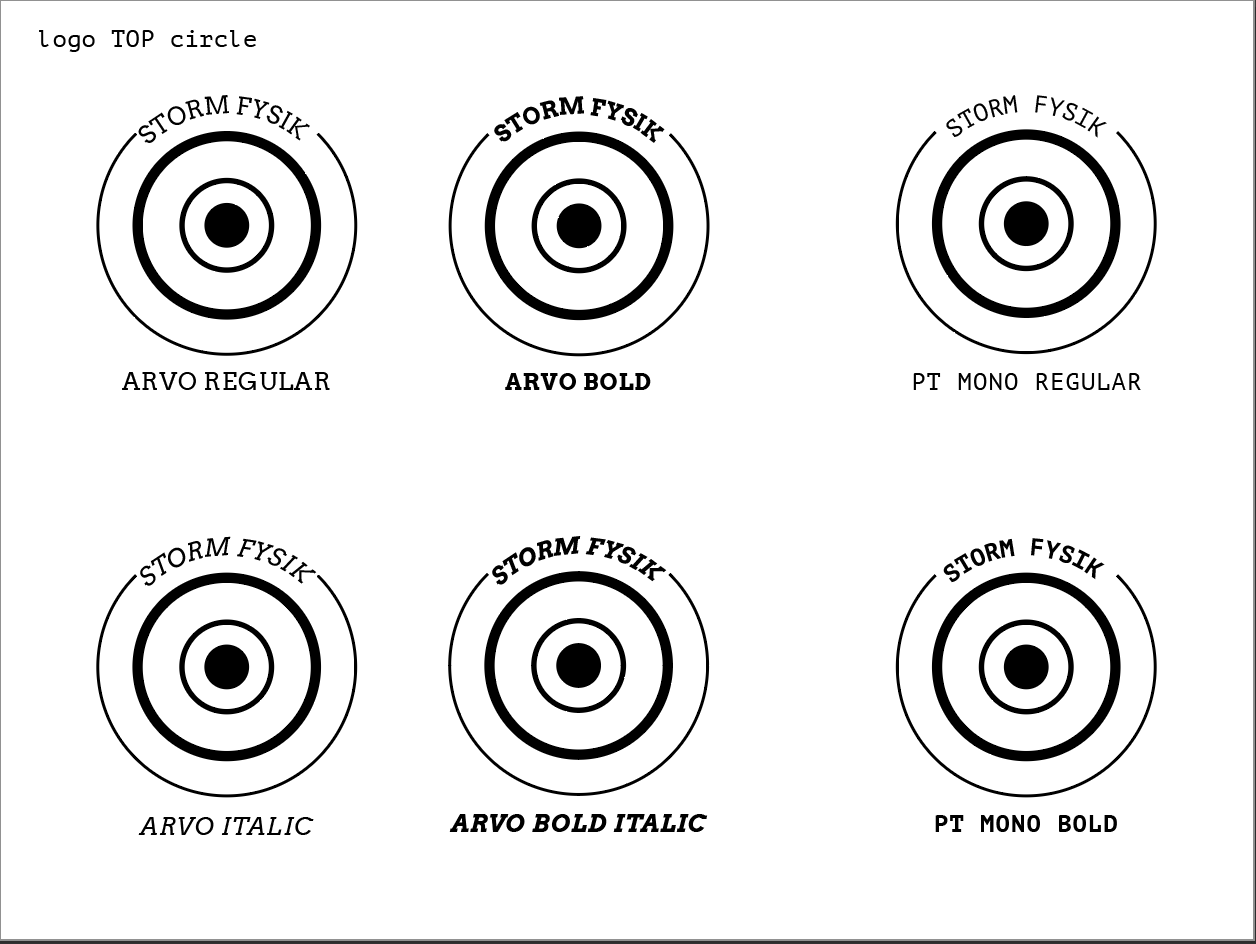 logo TOP circle
STORM FYSIK
STORM FYSIK
STORM FYSIK
ARVO REGULAR
ARVO BOLD
PT MONO REGULAR
STORM FYSIK
STORM FYSIK
STORM FYSIK
ARVO ITALIC
ARVO BOLD ITALIC
PT MONO BOLD